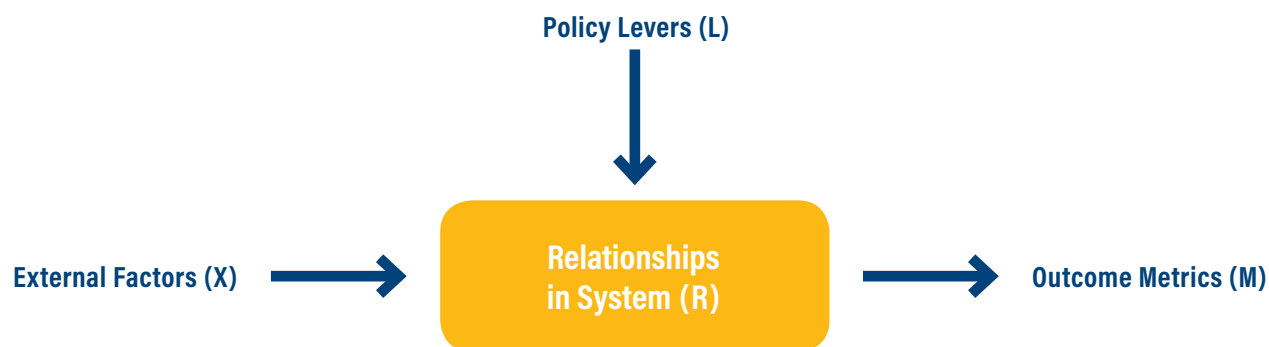 Policy Levers (L)
External Factors (X)
Relationships
in System (R)
Outcome Metrics (M)